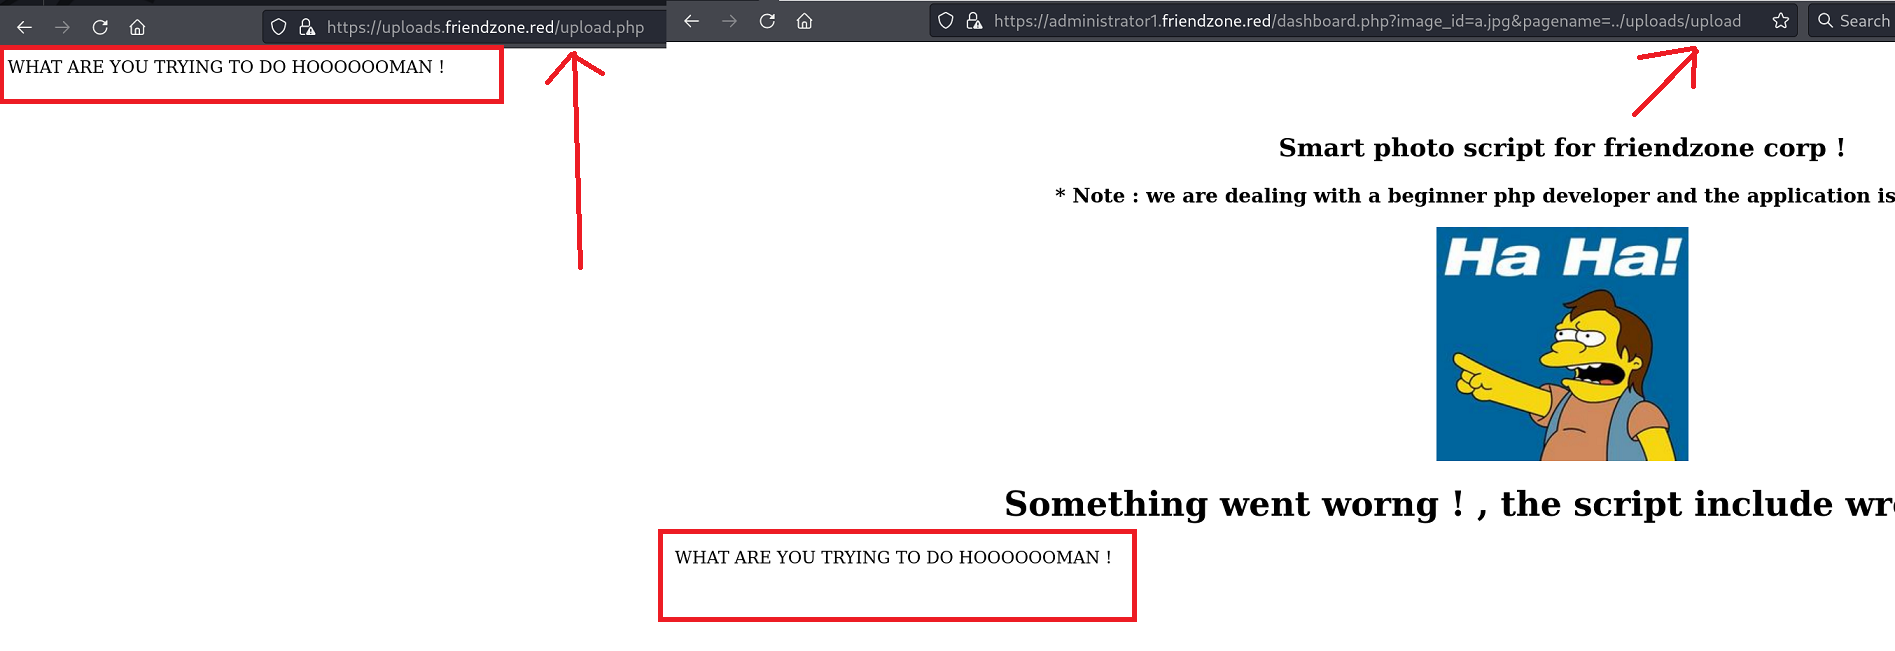 https://uploads.friendzone.red/upload.php
WHAT ARE YOU TRYING TO DO HOOOOOOMAN !
https://administrator1.friendzone.red/dashboard.php?image_id=a.jpg&pagename=../uploads/upload
Search
Smart photo script for friendzone corp !
* Note : we are dealing with a beginner php developer and the application is
Ha Ha!
Something went worng ! , the script include wr
WHAT ARE YOU TRYING TO DO HOOOOOOMAN !